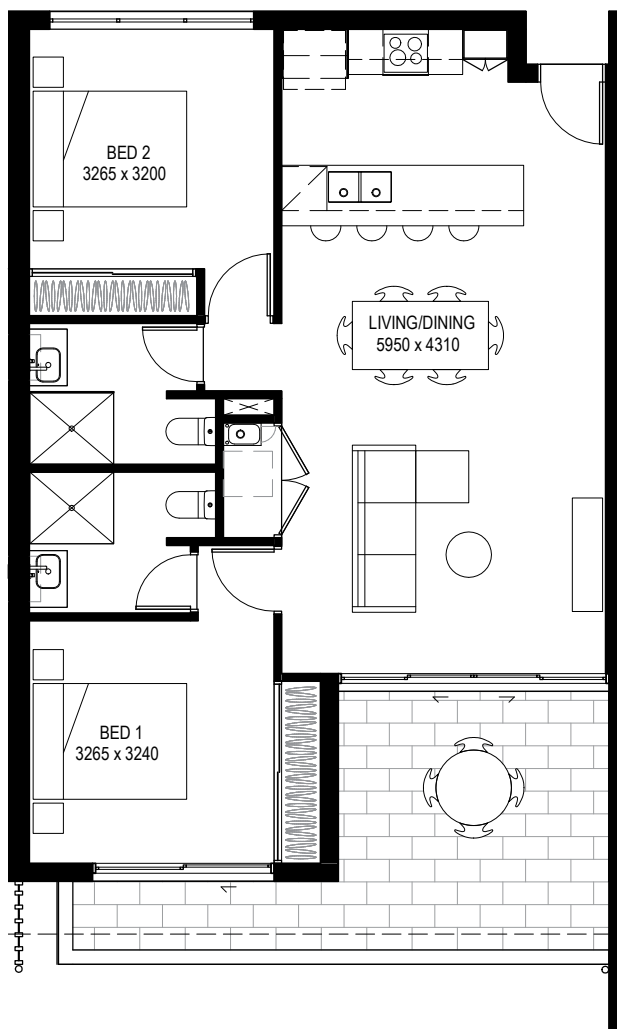 BED 2
3265 x 3200
LIVING/DINING
5950 x 4310
BED 1
3265 x 3240